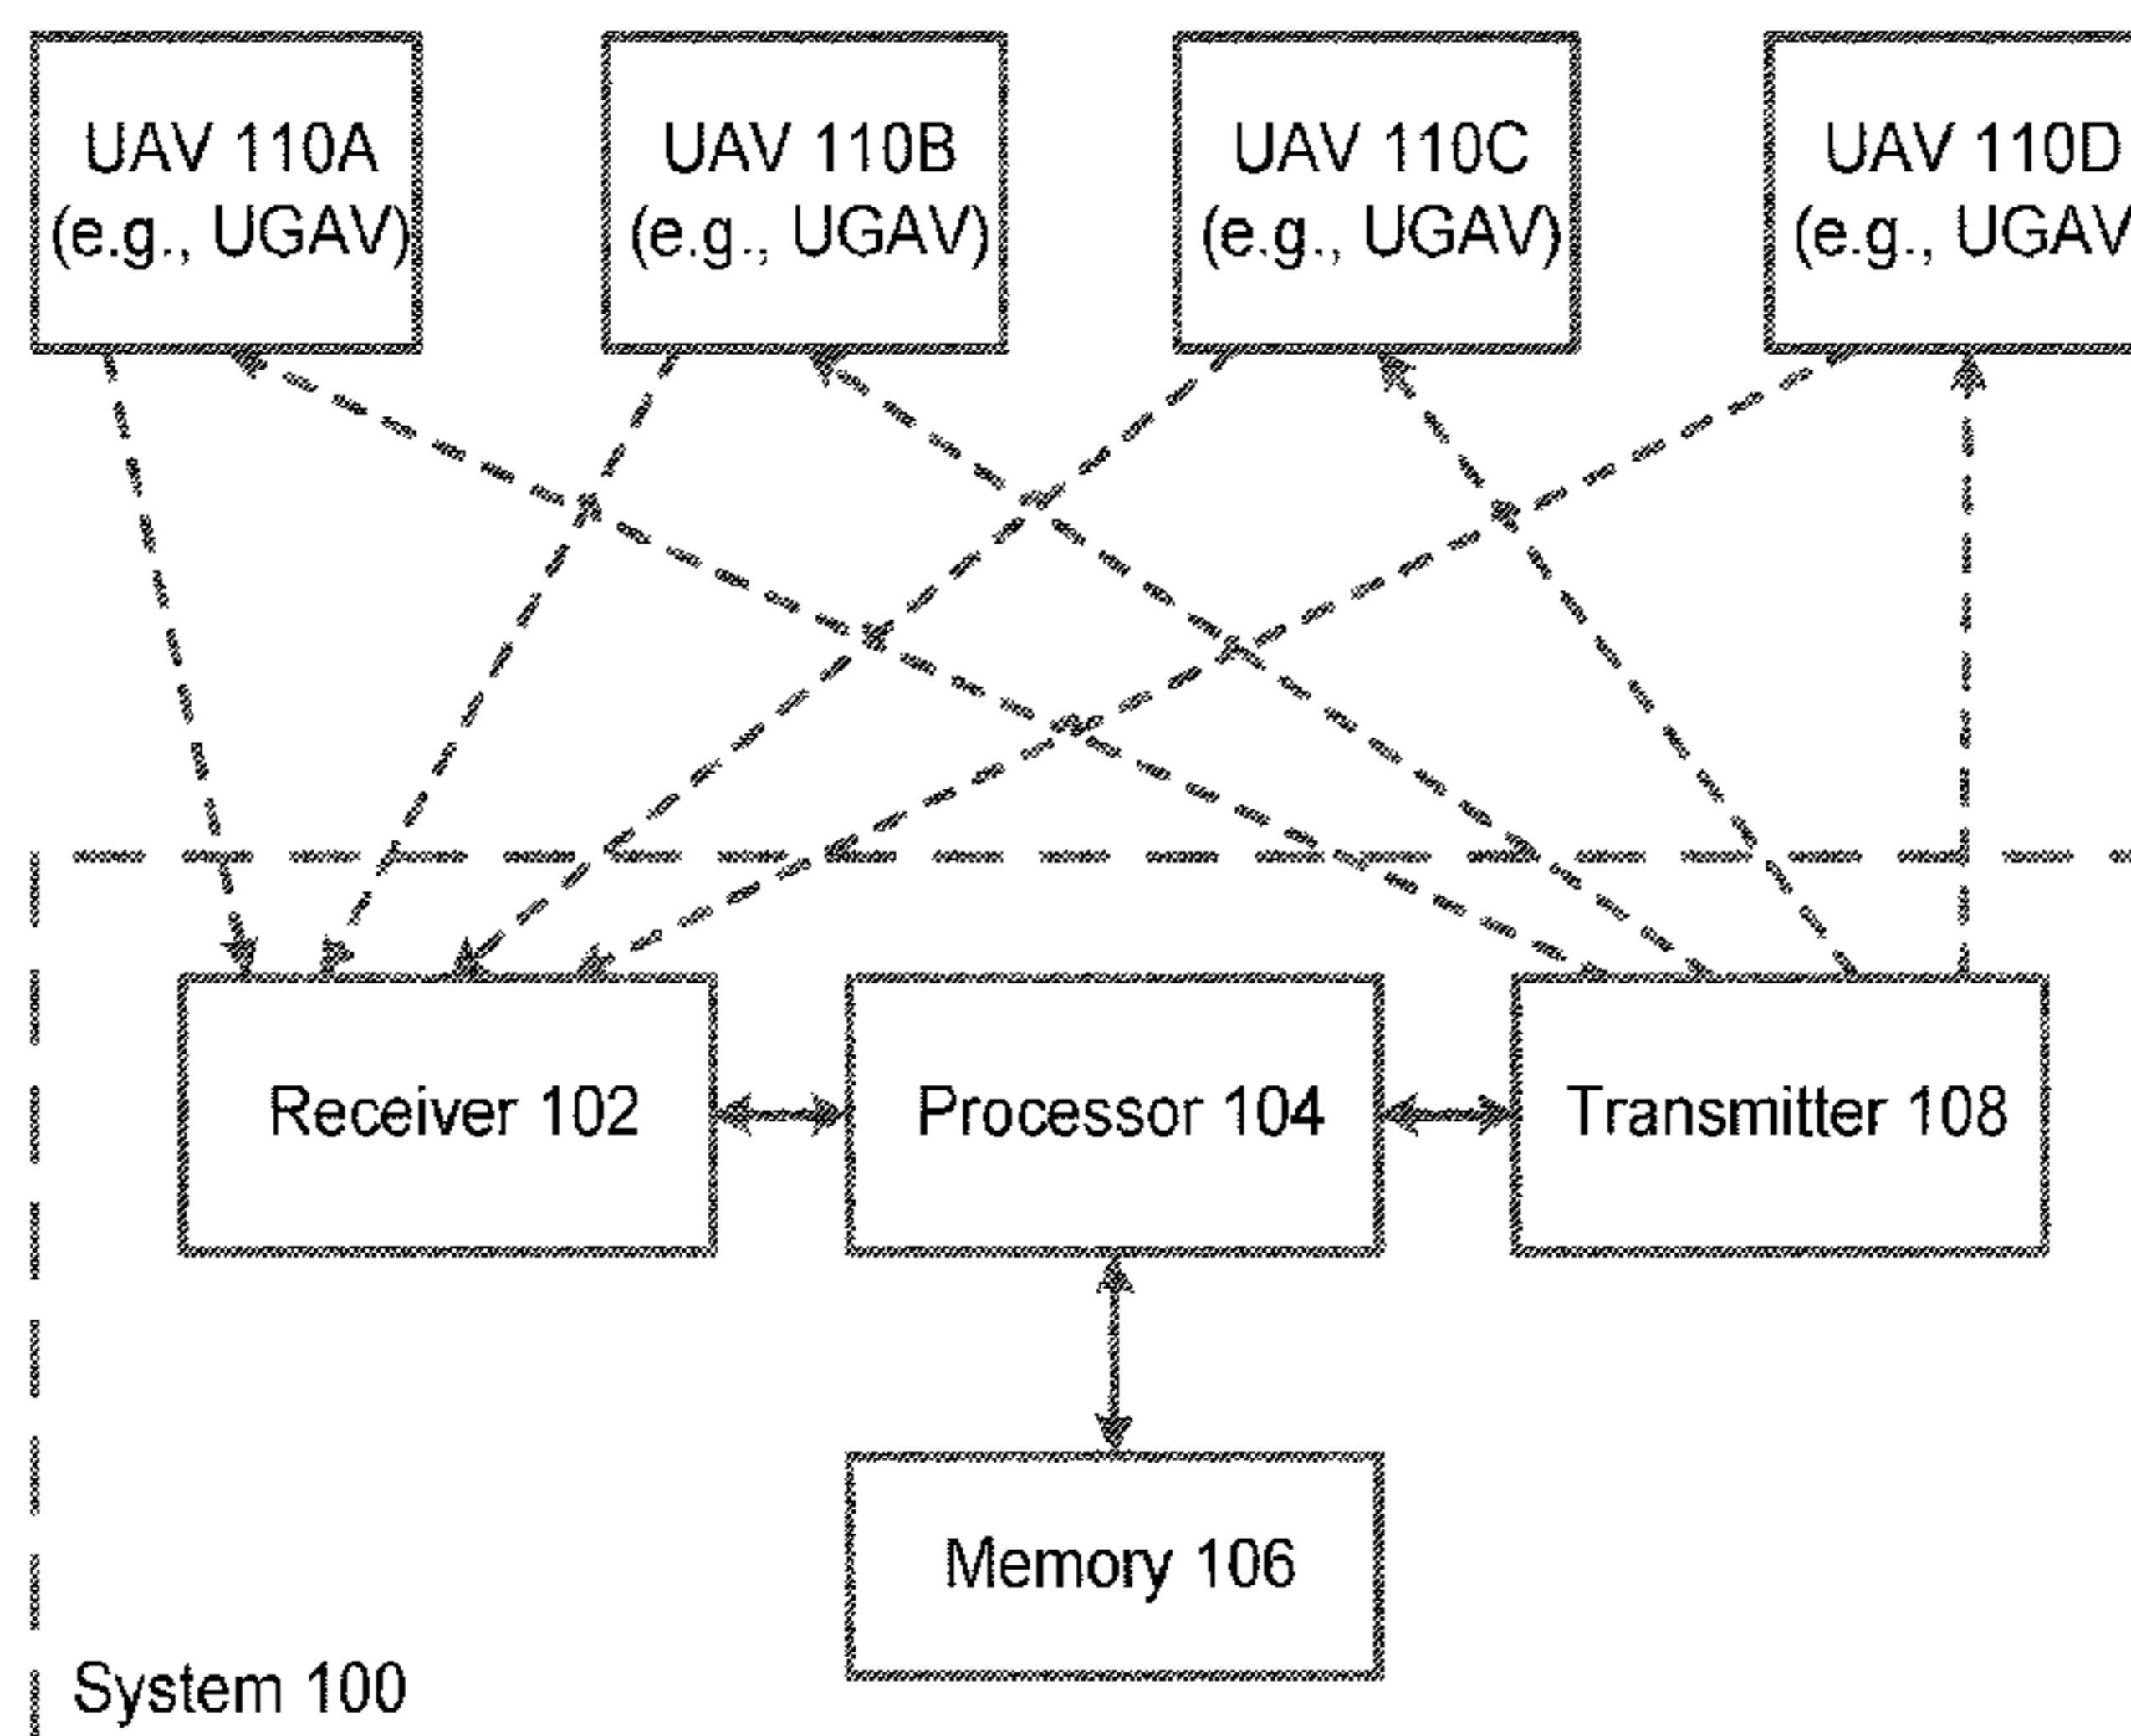 UAV 110A
(e.g., UGAV)
UAV 110B
(e.g., UGAV)
UAV 110C
(e.g., UGAV)
UAV 110D
(e.g., UGAV
Receiver 102
Processor 104
Transmitter 108
Memory 106
System 100